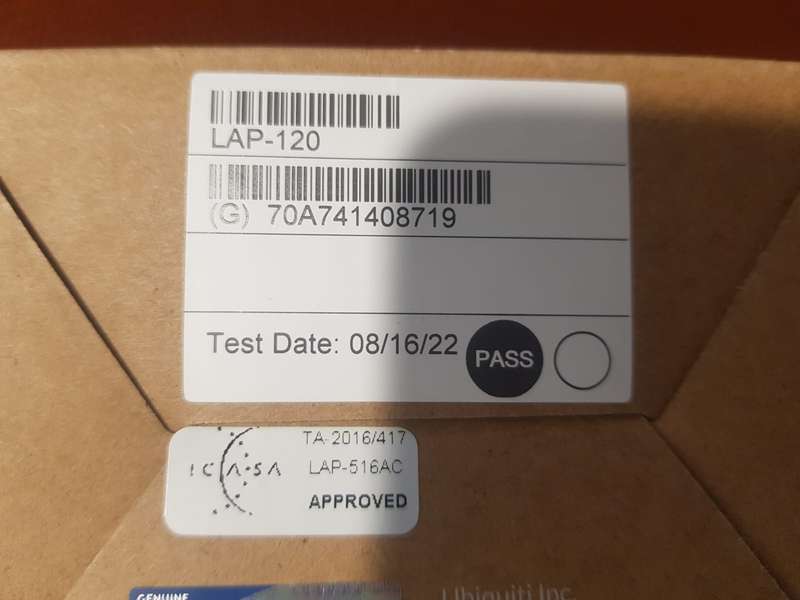 LAP-120
(G) 70A741408719
Test Date: 08/16/22
PASS
ICASA
TA-2016/417
LAP-516AC
APPROVED
GENUINE
Ubiquiti Inc.